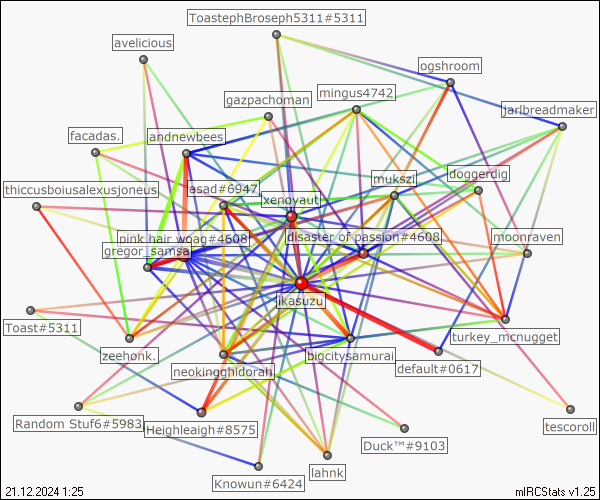 ToastephBroseph5311#5311
avelicious
ogshroom
mingus4742
gazpachoman
jarlbreadmaker
facadas.
andnewbees
mukszi
doggerdig
thiccusboiusalexusjoneus
asad#6947
xenoyaut
pink hair woag#4608
disaster of passion#4608
gregor_samsa
moonraven
ikasuzu
Toast#5311
turkey_mcnugget
zeehonk.
bigcitysamurai
default#0617
neokingghidorah
Random Stuf6#5983
Heighleaigh#8575
tescoroll
Duck™#9103
lahnk
Knowun#6424
21.12.2024 1:25
mIRCStats v1.25